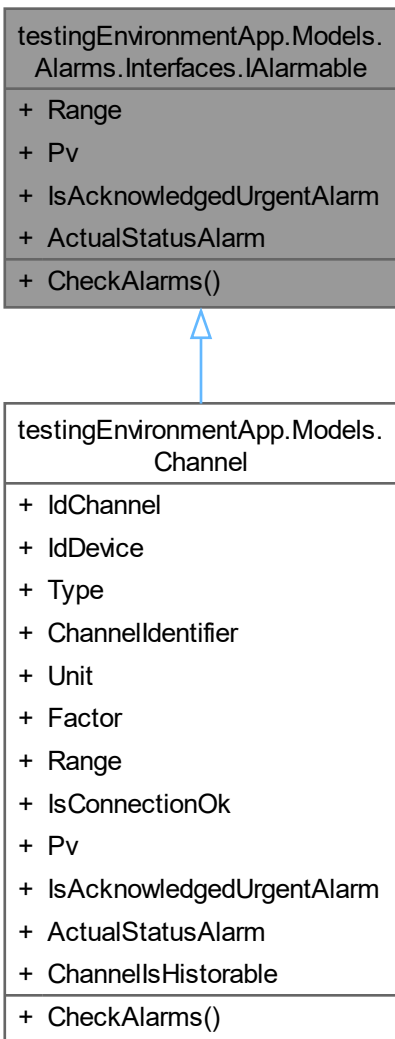 testingEnvironmentApp.Models.
Alarms.Interfaces.IAlarmable
+ Range
+ Pv
+ IsAcknowledgedUrgentAlarm
+ ActualStatusAlarm
+ CheckAlarms()
testingEnvironmentApp.Models.
Channel
+ IdChannel
+ IdDevice
+ Type
+ ChannelIdentifier
+ Unit
+ Factor
+ Range
+ IsConnectionOk
+ Pv
+ IsAcknowledgedUrgentAlarm
+ ActualStatusAlarm
+ ChannelIsHistorable
+ CheckAlarms()